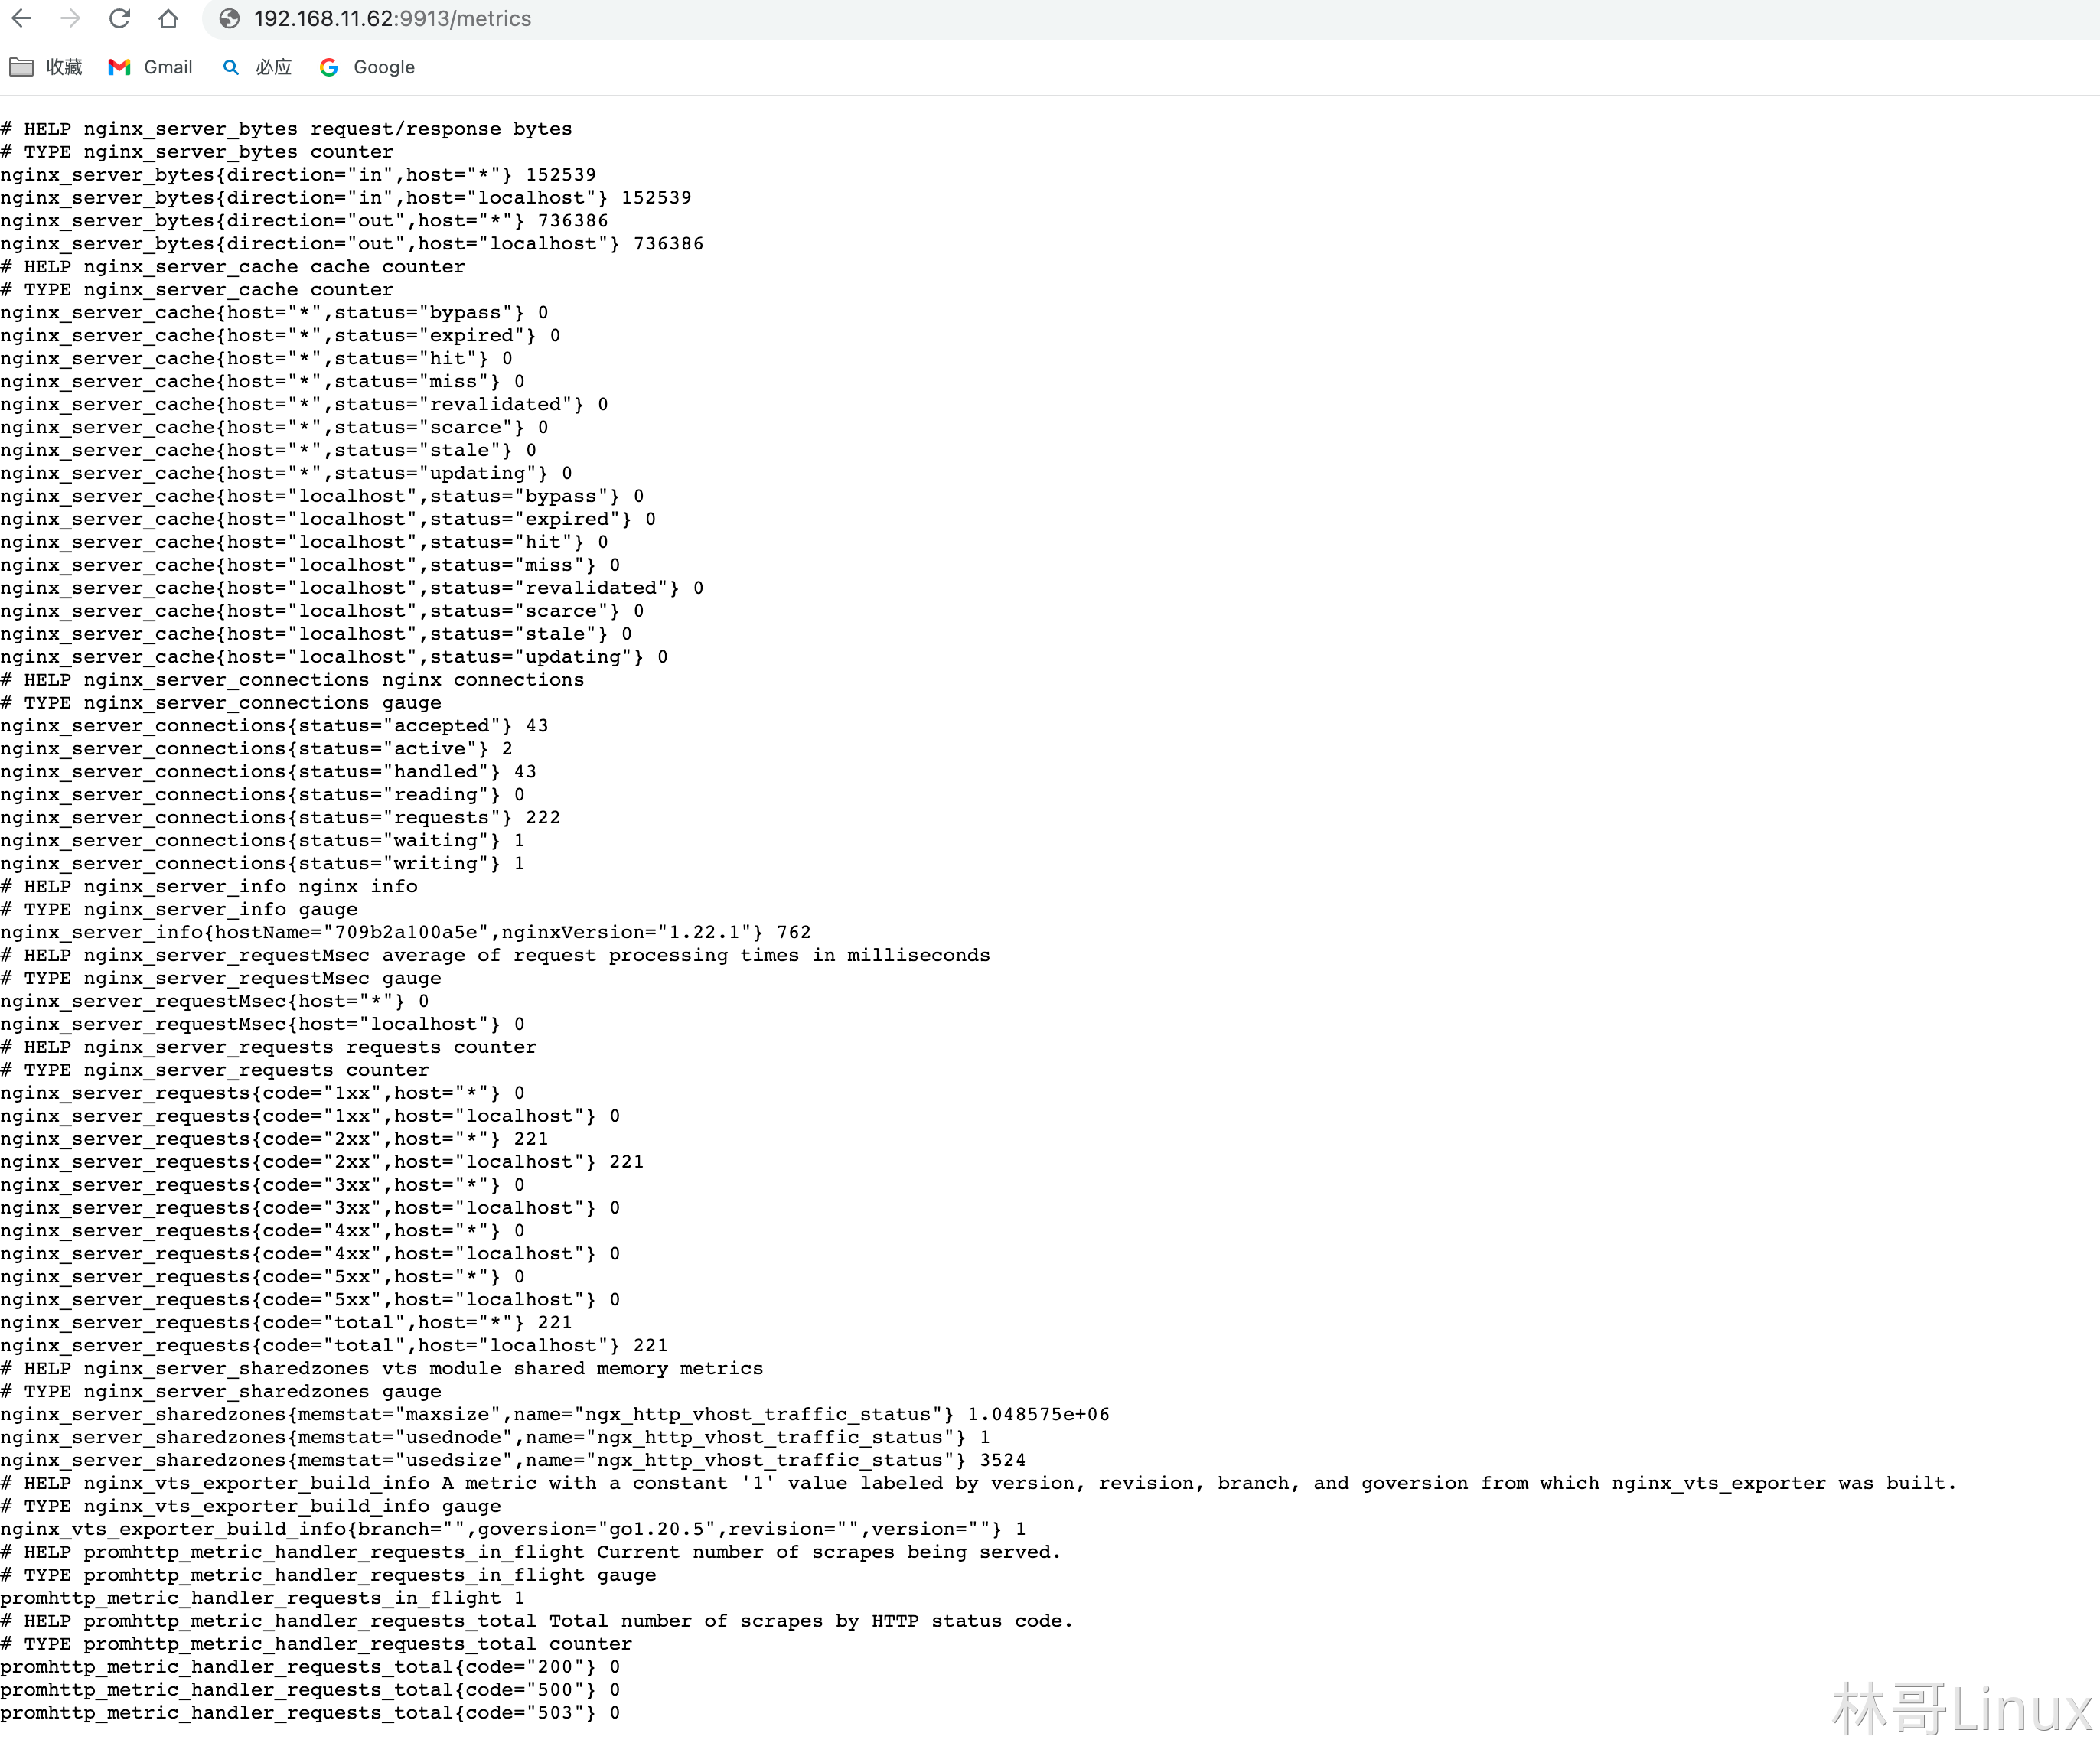 192.168.11.62:9913/metrics
收藏 Gmail 必应 Google
# HELP nginx_server_bytes request/response bytes
# TYPE nginx_server_bytes counter
nginx_server_bytes{direction="in",host="*"} 152539
nginx_server_bytes{direction="in",host="localhost"} 152539
nginx_server_bytes{direction="out",host="*"} 736386
nginx_server_bytes{direction="out",host="localhost"} 736386
# HELP nginx_server_cache cache counter
# TYPE nginx_server_cache counter
nginx_server_cache{host="*",status="bypass"} 0
nginx_server_cache{host="*",status="expired"} 0
nginx_server_cache{host="*",status="hit"} 0
nginx_server_cache{host="*",status="miss"} 0
nginx_server_cache{host="*",status="revalidated"} 0
nginx_server_cache{host="*",status="scarce"} 0
nginx_server_cache{host="*",status="stale"} 0
nginx_server_cache{host="*",status="updating"} 0
nginx_server_cache{host="localhost",status="bypass"} 0
nginx_server_cache{host="localhost",status="expired"} 0
nginx_server_cache{host="localhost",status="hit"} 0
nginx_server_cache{host="localhost",status="miss"} 0
nginx_server_cache{host="localhost",status="revalidated"} 0
nginx_server_cache{host="localhost",status="scarce"} 0
nginx_server_cache{host="localhost",status="stale"} 0
nginx_server_cache{host="localhost",status="updating"} 0
# HELP nginx_server_connections nginx connections
# TYPE nginx_server_connections gauge
nginx_server_connections{status="accepted"} 43
nginx_server_connections{status="active"} 2
nginx_server_connections{status="handled"} 43
nginx_server_connections{status="reading"} 0
nginx_server_connections{status="requests"} 222
nginx_server_connections{status="waiting"} 1
nginx_server_connections{status="writing"} 1
# HELP nginx_server_info nginx info
# TYPE nginx_server_info gauge
nginx_server_info{hostName="709b2a100a5e",nginxVersion="1.22.1"} 762
# HELP nginx_server_requestMsec average of request processing times in milliseconds
# TYPE nginx_server_requestMsec gauge
nginx_server_requestMsec{host="*"} 0
nginx_server_requestMsec{host="localhost"} 0
# HELP nginx_server_requests requests counter
# TYPE nginx_server_requests counter
nginx_server_requests{code="1xx",host="*"} 0
nginx_server_requests{code="1xx",host="localhost"} 0
nginx_server_requests{code="2xx",host="*"} 221
nginx_server_requests{code="2xx",host="localhost"} 221
nginx_server_requests{code="3xx",host="*"} 0
nginx_server_requests{code="3xx",host="localhost"} 0
nginx_server_requests{code="4xx",host="*"} 0
nginx_server_requests{code="4xx",host="localhost"} 0
nginx_server_requests{code="5xx",host="*"} 0
nginx_server_requests{code="5xx",host="localhost"} 0
nginx_server_requests{code="total",host="*"} 221
nginx_server_requests{code="total",host="localhost"} 221
# HELP nginx_server_sharedzones vts module shared memory metrics
# TYPE nginx_server_sharedzones gauge
nginx_server_sharedzones{memstat="maxsize",name="ngx_http_vhost_traffic_status"} 1.048575e+06
nginx_server_sharedzones{memstat="usednode",name="ngx_http_vhost_traffic_status"} 1
nginx_server_sharedzones{memstat="usedsize",name="ngx_http_vhost_traffic_status"} 3524
# HELP nginx_vts_exporter_build_info A metric with a constant '1' value labeled by version, revision, branch, and goversion from which nginx_vts_exporter was built.
# TYPE nginx_vts_exporter_build_info gauge
nginx_vts_exporter_build_info{branch="",goversion="go1.20.5",revision="",version=""} 1
# HELP promhttp_metric_handler_requests_in_flight Current number of scrapes being served.
# TYPE promhttp_metric_handler_requests_in_flight gauge
promhttp_metric_handler_requests_in_flight 1
# HELP promhttp_metric_handler_requests_total Total number of scrapes by HTTP status code.
# TYPE promhttp_metric_handler_requests_total counter
promhttp_metric_handler_requests_total{code="200"} 0
promhttp_metric_handler_requests_total{code="500"} 0
promhttp_metric_handler_requests_total{code="503"} 0
林哥Linux